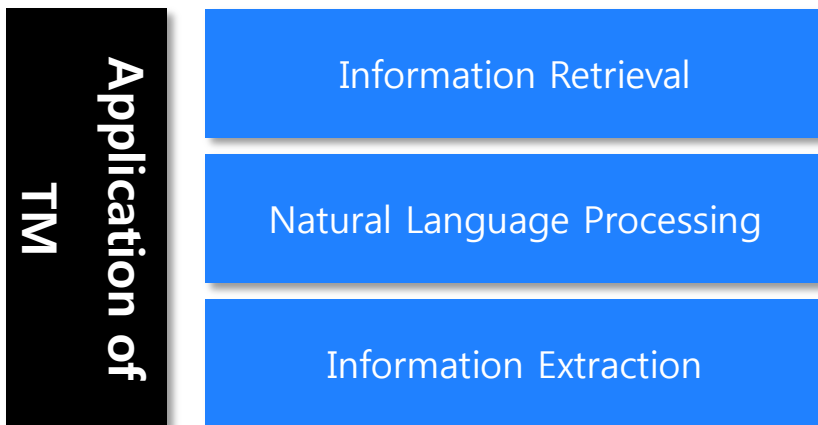 Application of
TM
Information Retrieval
Natural Language Processing
Information Extraction